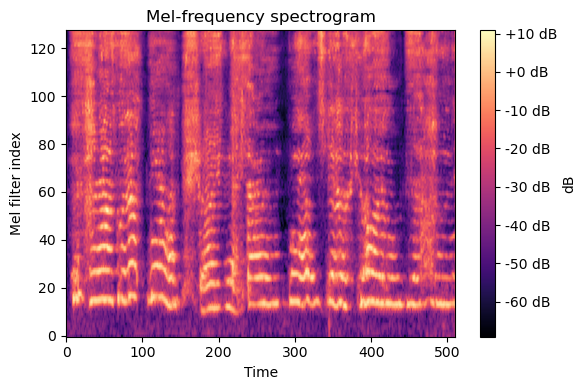 Mel-frequency spectrogram
120
100
80
60
40
20
0
Mel filter index
0 100 200 300 400 500
Time
+10 dB
+0 dB
-10 dB
-20 dB
-30 dB
-40 dB
-50 dB
-60 dB
dB